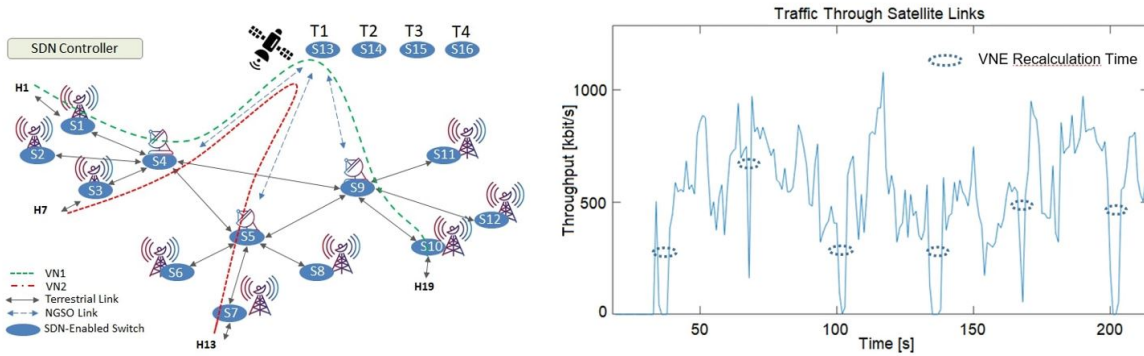 SDN Controller
T1 T2 T3 T4
S13 S14 S15 S16
H1
S1
S2
S3
S4
H7
S11
S9
S12
S5
S10
S6
S8
H19
S7
H13
VN1
VN2
Terrestrial Link
NGSO Link
SDN-Enabled Switch
Traffic Through Satellite Links
VNE Recalculation Time
Throughput [kbit/s]
1000
500
0
50 100 150 200
Time [s]